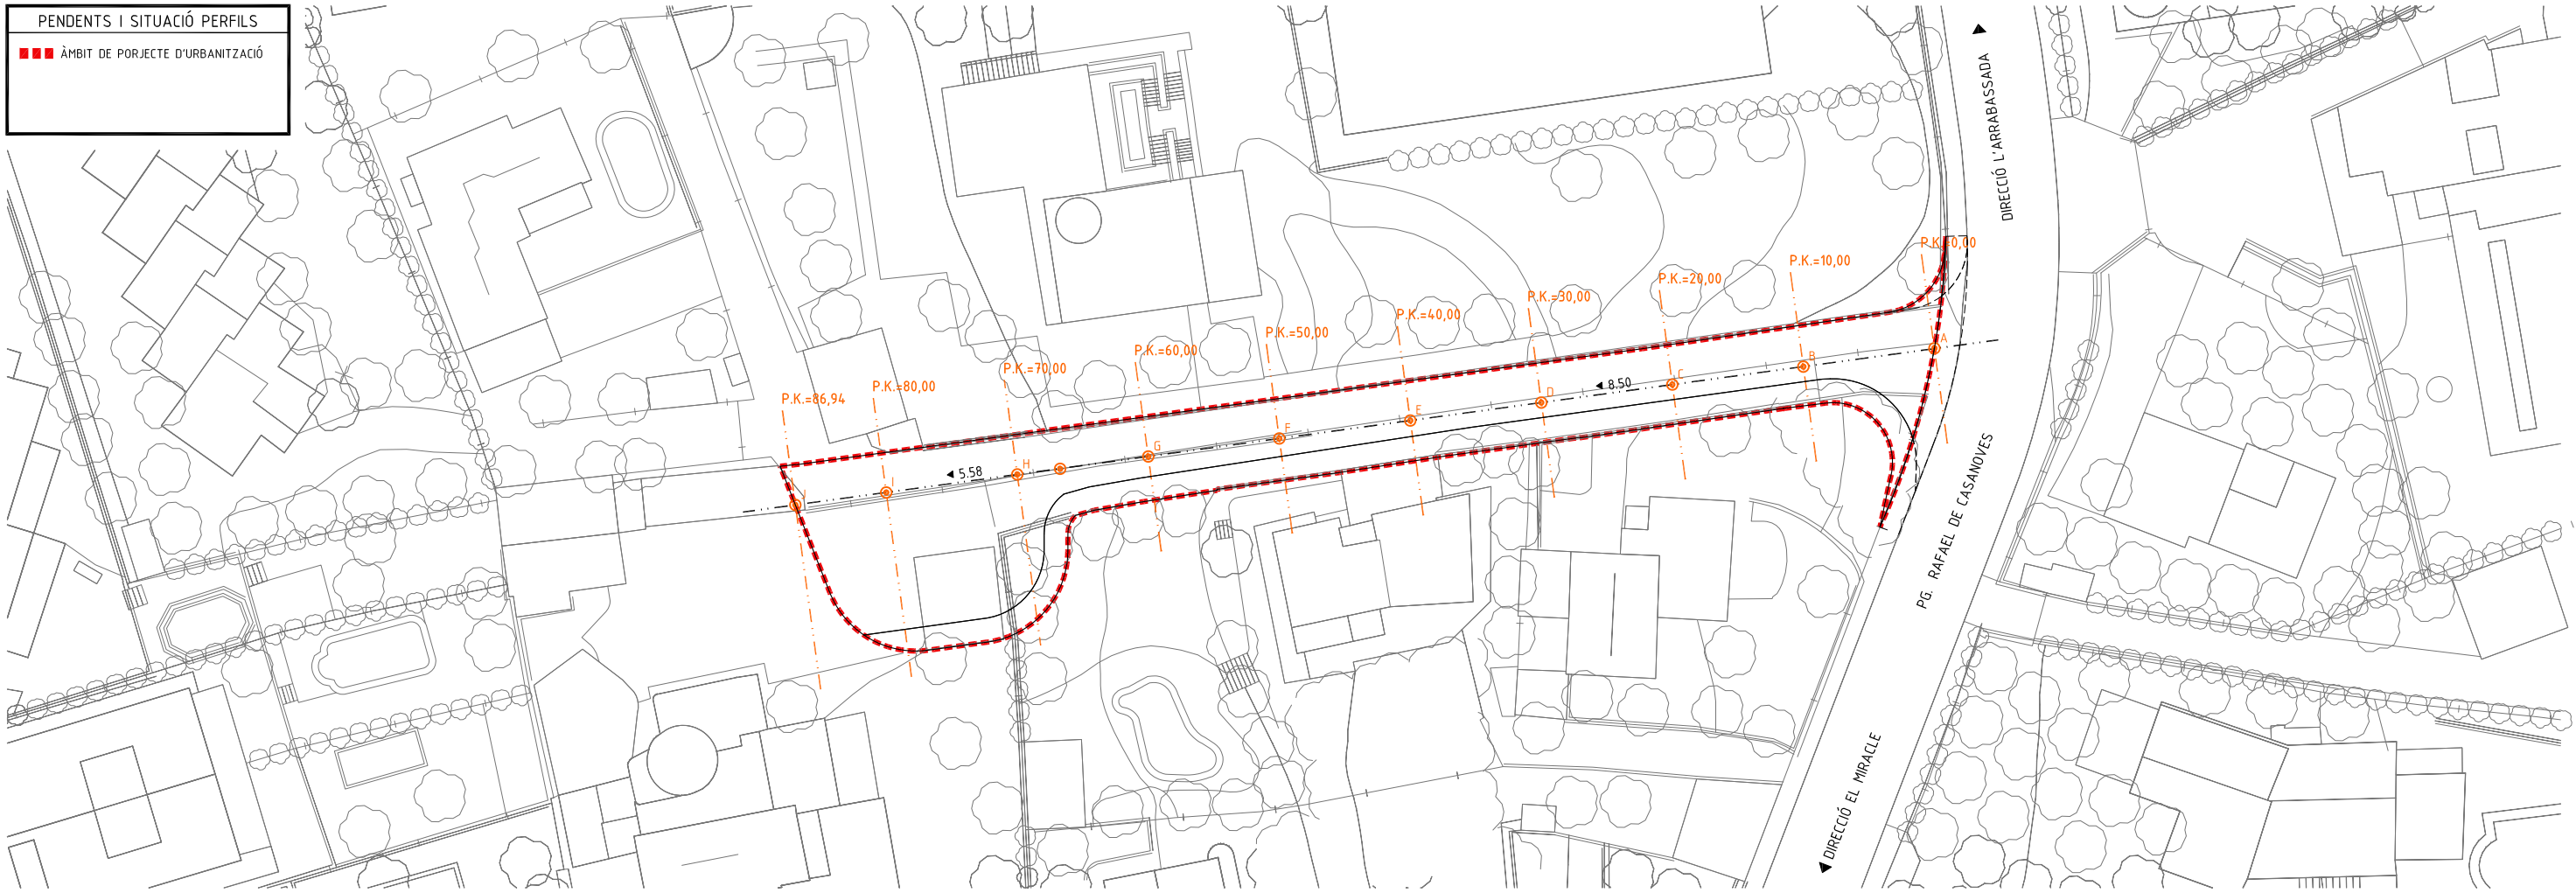 PENDENTS I SITUACIÓ PERFILS
ÀMBIT DE PORJECTE D'URBANITZACIÓ
DIRECCIÓ L'ARRABASSADA
P.K.=0,00
P.K.=10,00
P.K.=20,00
P.K.=30,00
P.K.=40,00
P.K.=50,00
P.K.=60,00
P.K.=70,00
P.K.=80,00
P.K.=86,94
A
B
C
8.50
D
E
F
G
H
5.58
PG. RAFAEL DE CASANOVES
DIRECCIÓ EL MIRACLE